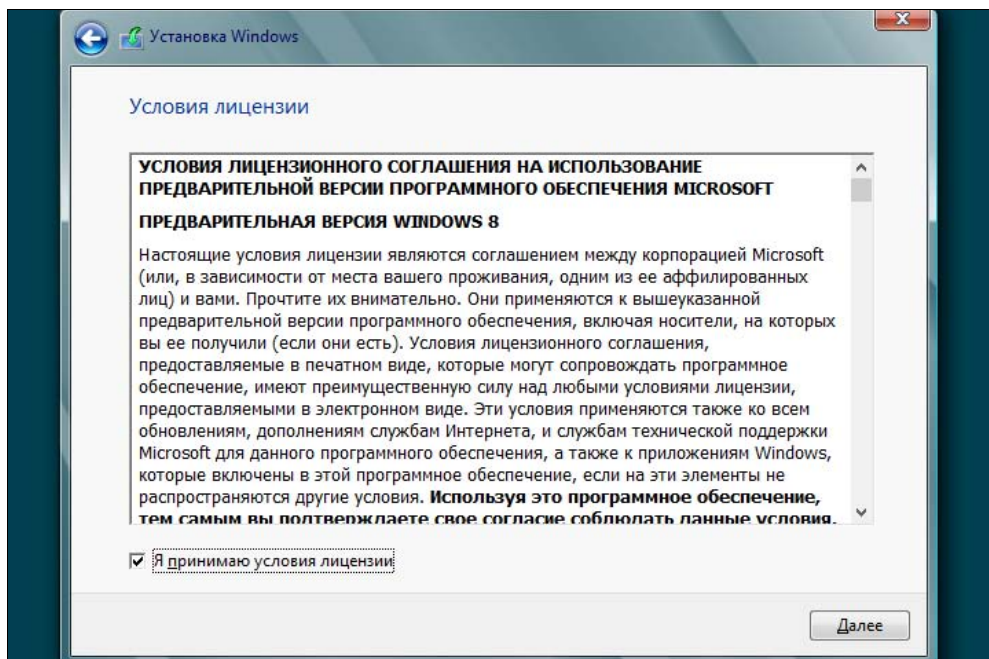 Установка Windows
Условия лицензии
УСЛОВИЯ ЛИЦЕНЗИОННОГО СОГЛАШЕНИЯ НА ИСПОЛЬЗОВАНИЕ
ПРЕДВАРИТЕЛЬНОЙ ВЕРСИИ ПРОГРАММНОГО ОБЕСПЕЧЕНИЯ MICROSOFT
ПРЕДВАРИТЕЛЬНАЯ ВЕРСИЯ WINDOWS 8
Настоящие условия лицензии являются соглашением между корпорацией Microsoft
(или, в зависимости от места вашего проживания, одним из ее аффилированных
лиц) и вами. Прочтите их внимательно. Они применяются к вышеуказанной
предварительной версии программного обеспечения, включая носители, на которых
вы ее получили (если они есть). Условия лицензионного соглашения,
предоставляемые в печатном виде, которые могут сопровождать программное
обеспечение, имеют преимущественную силу над любыми условиями лицензии,
предоставляемыми в электронном виде. Эти условия применяются также ко всем
обновлениям, дополнениям службам Интернета, и службам технической поддержки
Microsoft для данного программного обеспечения, а также к приложениям Windows,
которые включены в этой программное обеспечение, если на эти элементы не
распространяются другие условия. Используя это программное обеспечение,
тем самым вы подтверждаете свое согласие соблюдать данные условия.
Я принимаю условия лицензии
Далее